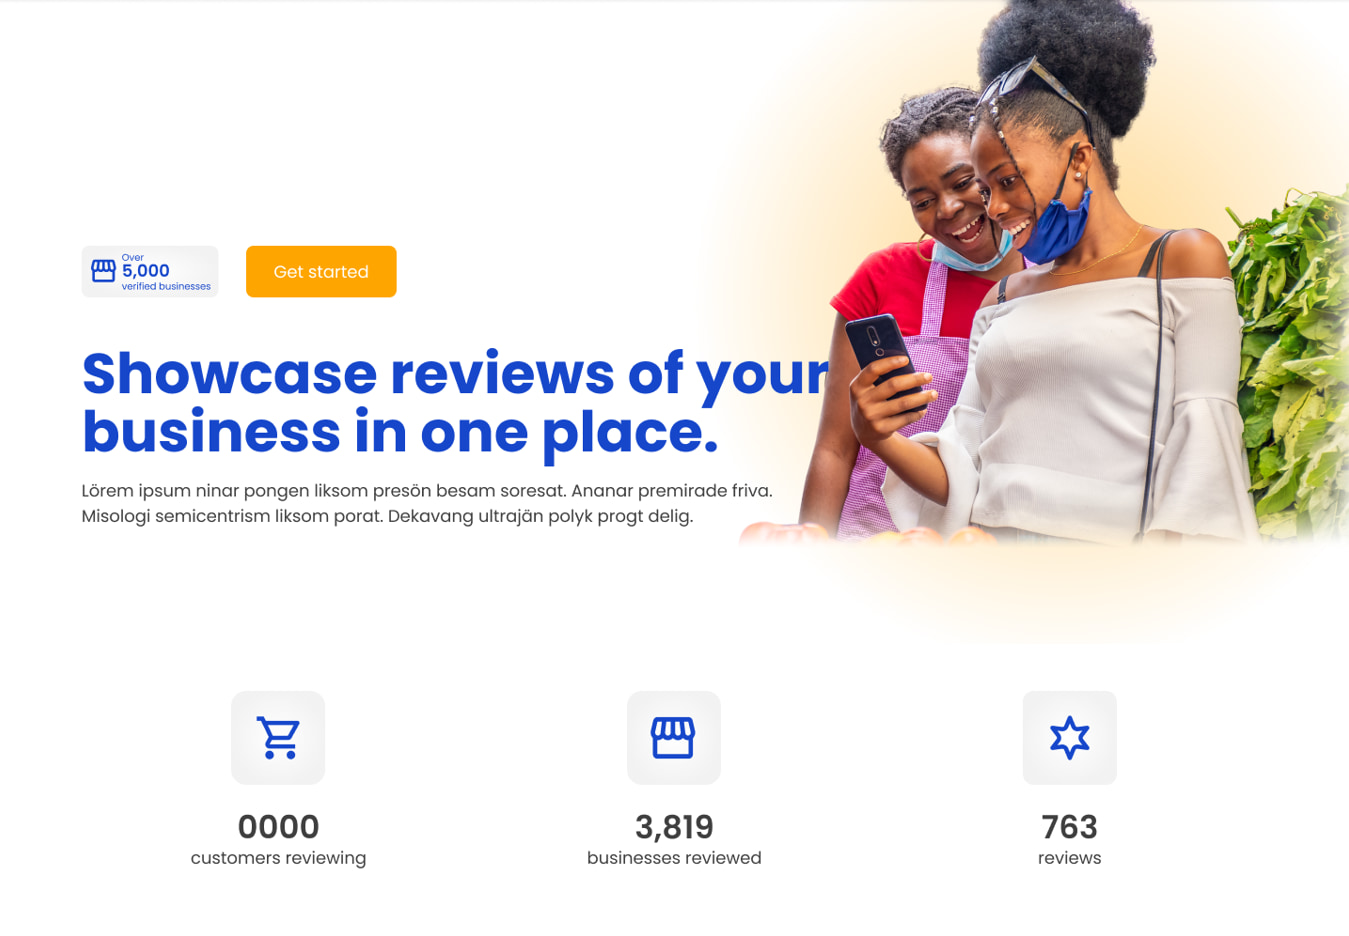 Over
5,000
verified businesses
Get started
Showcase reviews of your
business in one place.
Lörem ipsum ninar pongen liksom presön besam soresat. Ananar premirade friva.
Misologi semicentrism liksom porat. Dekavang ultrajän polyk progt delig.
0000
customers reviewing
3,819
businesses reviewed
763
reviews